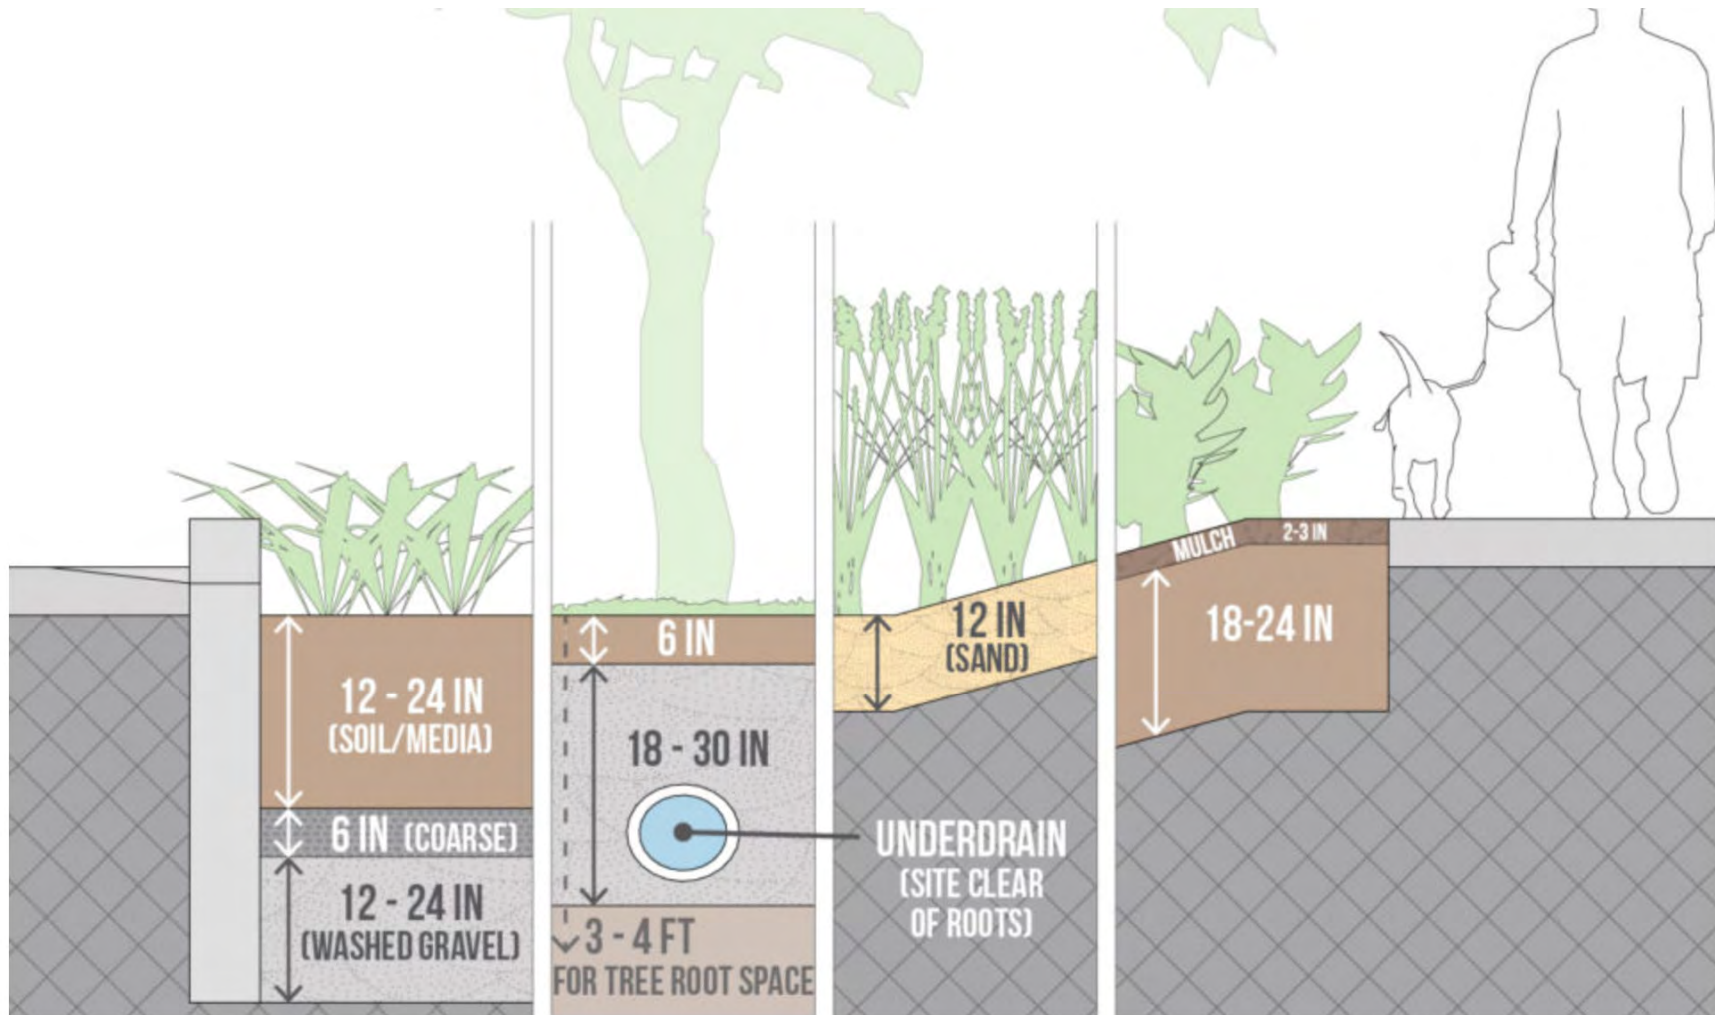 12 - 24 IN
(SOIL/MEDIA)
6 IN (COARSE)
12 - 24 IN
(WASHED GRAVEL)
6 IN
18 - 30 IN
3 - 4 FT
FOR TREE ROOT SPACE
12 IN
(SAND)
UNDERDRAIN
(SITE CLEAR
OF ROOTS)
MULCH
2-3 IN
18-24 IN